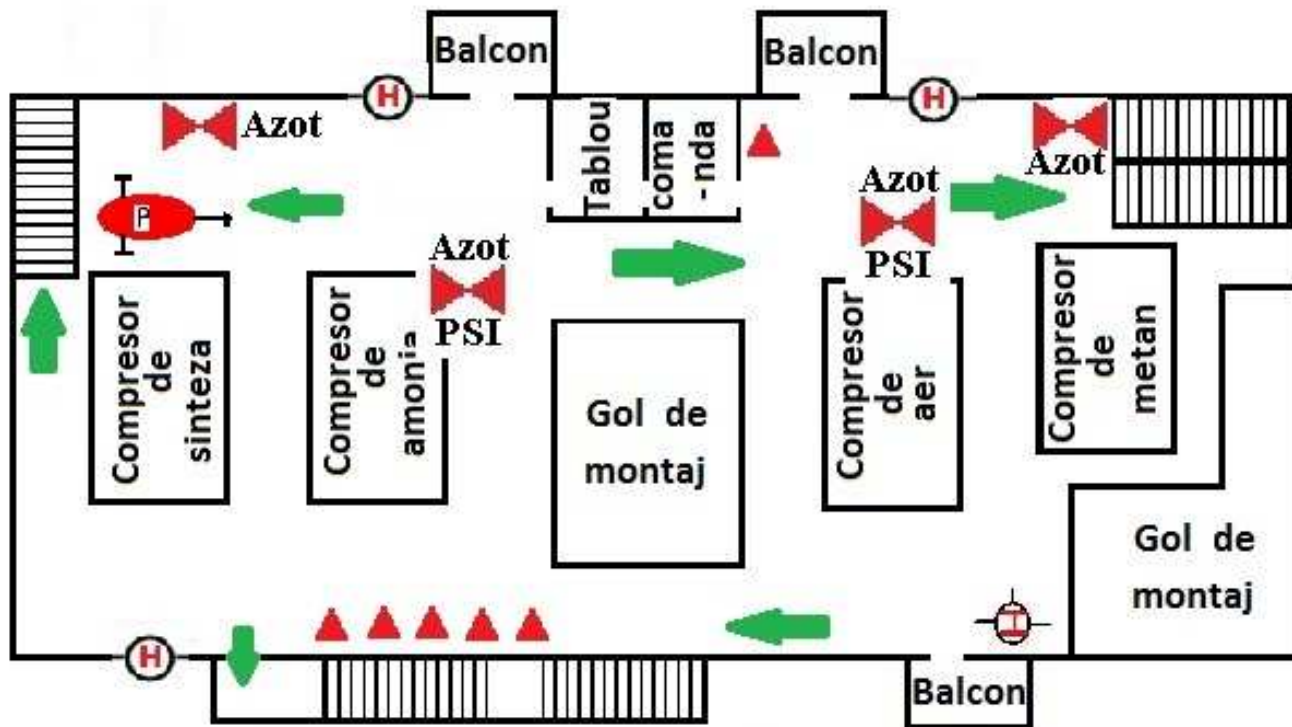 Balcon
Balcon
H
H
Azot
Tablou
coma
-nda
Azot
Azot
P
Azot
PSI
Azot
PSI
Compresor
de
sinteza
Compresor
de
amonia
Gol de
montaj
Compresor
de
aer
Compresor
de
metan
Gol de
montaj
H
H
Balcon